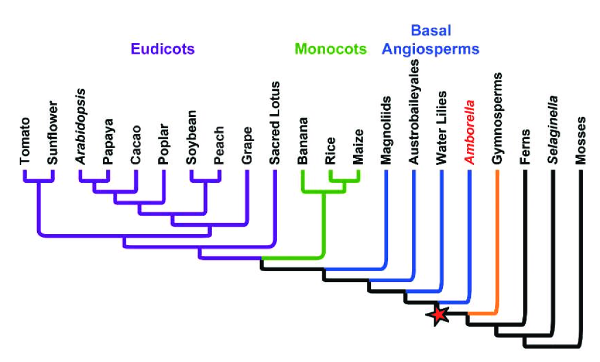 Basal
Eudicots Monocots Angiosperms
Tomato
Sunflower
Arabidopsis
Papaya
Cacao
Poplar
Soybean
Peach
Grape
Sacred Lotus
Banana
Rice
Maize
Magnoliids
Austrobaileyales
Water Lilies
Amborella
Gymnosperms
Ferns
Selaginella
Mosses